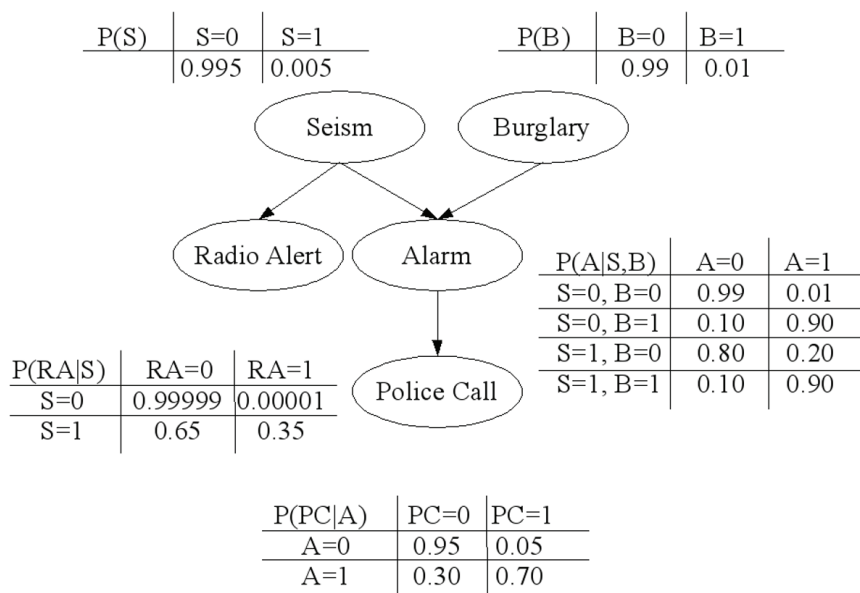 P(S) S=0 S=1
0.995 0.005
P(B) B=0 B=1
0.99 0.01
Seism
Burglary
Radio Alert
Alarm
P(A|S,B) A=0 A=1
S=0, B=0 0.99 0.01
S=0, B=1 0.10 0.90
S=1, B=0 0.80 0.20
S=1, B=1 0.10 0.90
P(RA|S) RA=0 RA=1
S=0 0.99999 0.00001
S=1 0.65 0.35
Police Call
P(PC|A) PC=0 PC=1
A=0 0.95 0.05
A=1 0.30 0.70